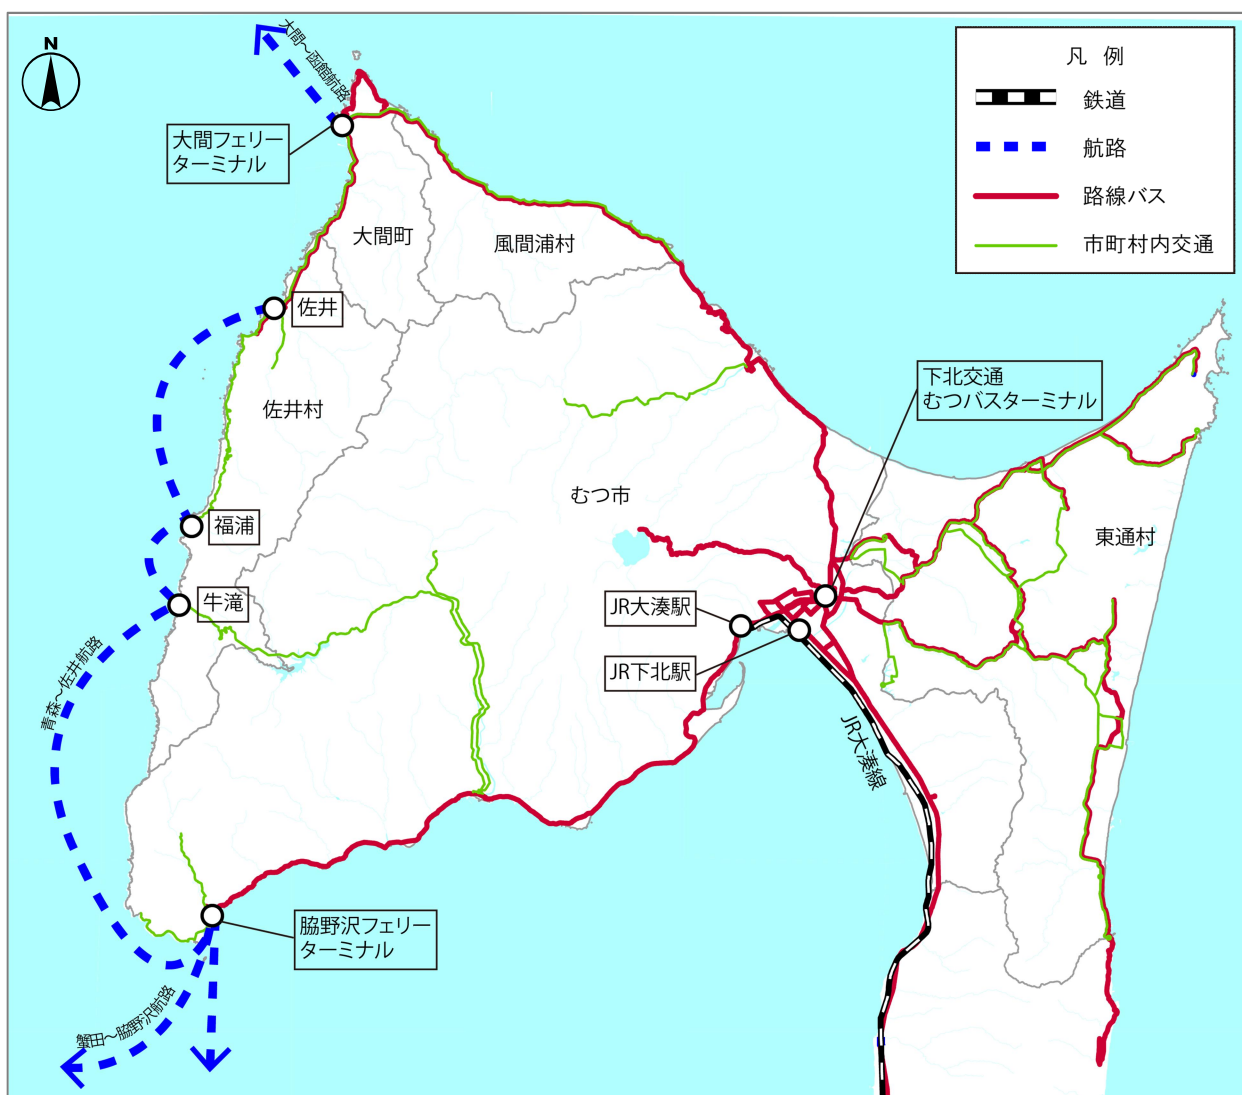 N
大間～函館航路
凡 例
鉄道
航路
路線バス
市町村内交通
大間フェリー
ターミナル
大間町
風間浦村
佐井
佐井村
下北交通
むつバスターミナル
むつ市
東通村
福浦
牛滝
JR大湊駅
JR下北駅
青森～佐井航路
JR大湊線
脇野沢フェリー
ターミナル
蟹田～脇野沢航路